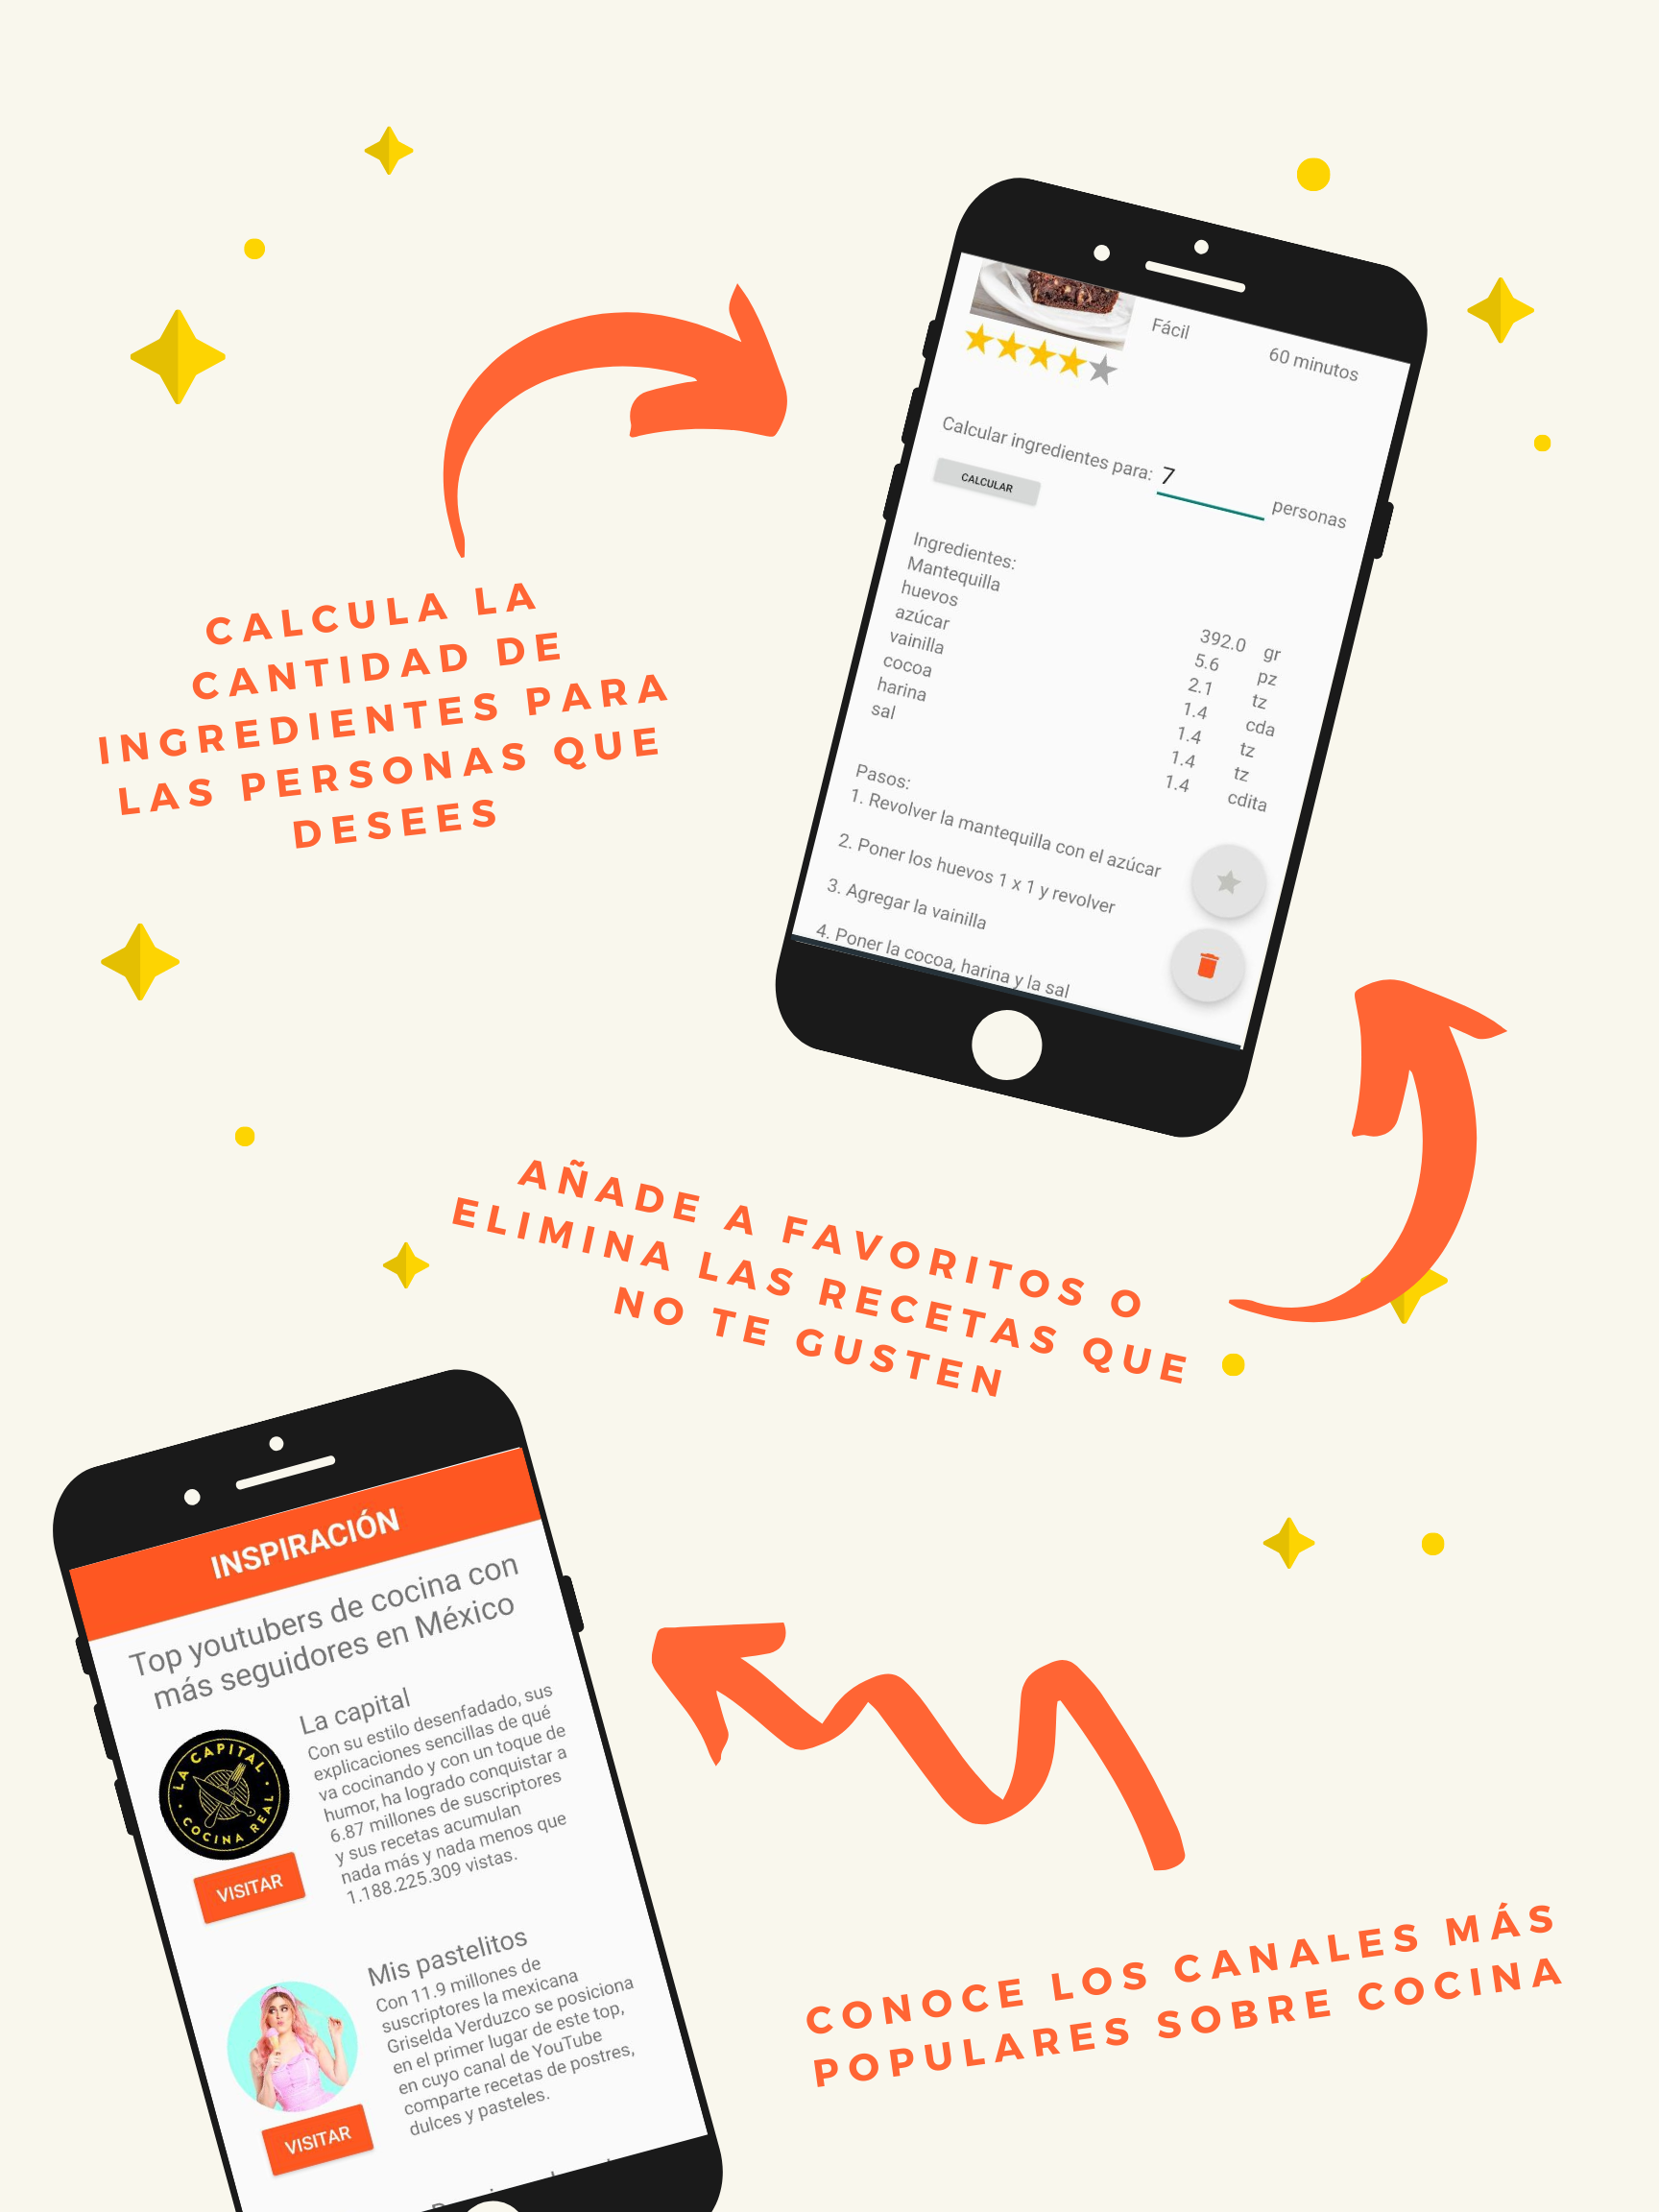 Fácil
60 minutos
Calcular ingredientes para: 7 personas
CALCULAR
Ingredientes:
Mantequilla 392.0 gr
huevos 5.6 pz
azúcar 2.1 tz
vainilla 1.4 cda
cocoa 1.4 tz
harina 1.4 tz
sal 1.4 cdita
Pasos:
1. Revolver la mantequilla con el azúcar
2. Poner los huevos 1 x 1 y revolver
3. Agregar la vainilla
4. Poner la cocoa, harina y la sal
CALCULA LA
CANTIDAD DE
INGREDIENTES PARA
LAS PERSONAS QUE
DESEES
AÑADE A FAVORITOS O
ELIMINA LAS RECETAS QUE
NO TE GUSTEN
INSPIRACIÓN
Top youtubers de cocina con
más seguidores en México
La capital
Con su estilo desenfadado, sus
explicaciones sencillas de qué
va cocinando y con un toque de
humor, ha logrado conquistar a
6.87 millones de suscriptores
y sus recetas acumulan
nada más y nada menos que
1.188.225.309 vistas.
LA CAPITAL
COCINA REAL
VISITAR
Mis pastelitos
Con 11.9 millones de
suscriptores la mexicana
Griselda Verduzco se posiciona
en el primer lugar de este top,
en cuyo canal de YouTube
comparte recetas de postres,
dulces y pasteles.
VISITAR
CONOCE LOS CANALES MÁS
POPULARES SOBRE COCINA